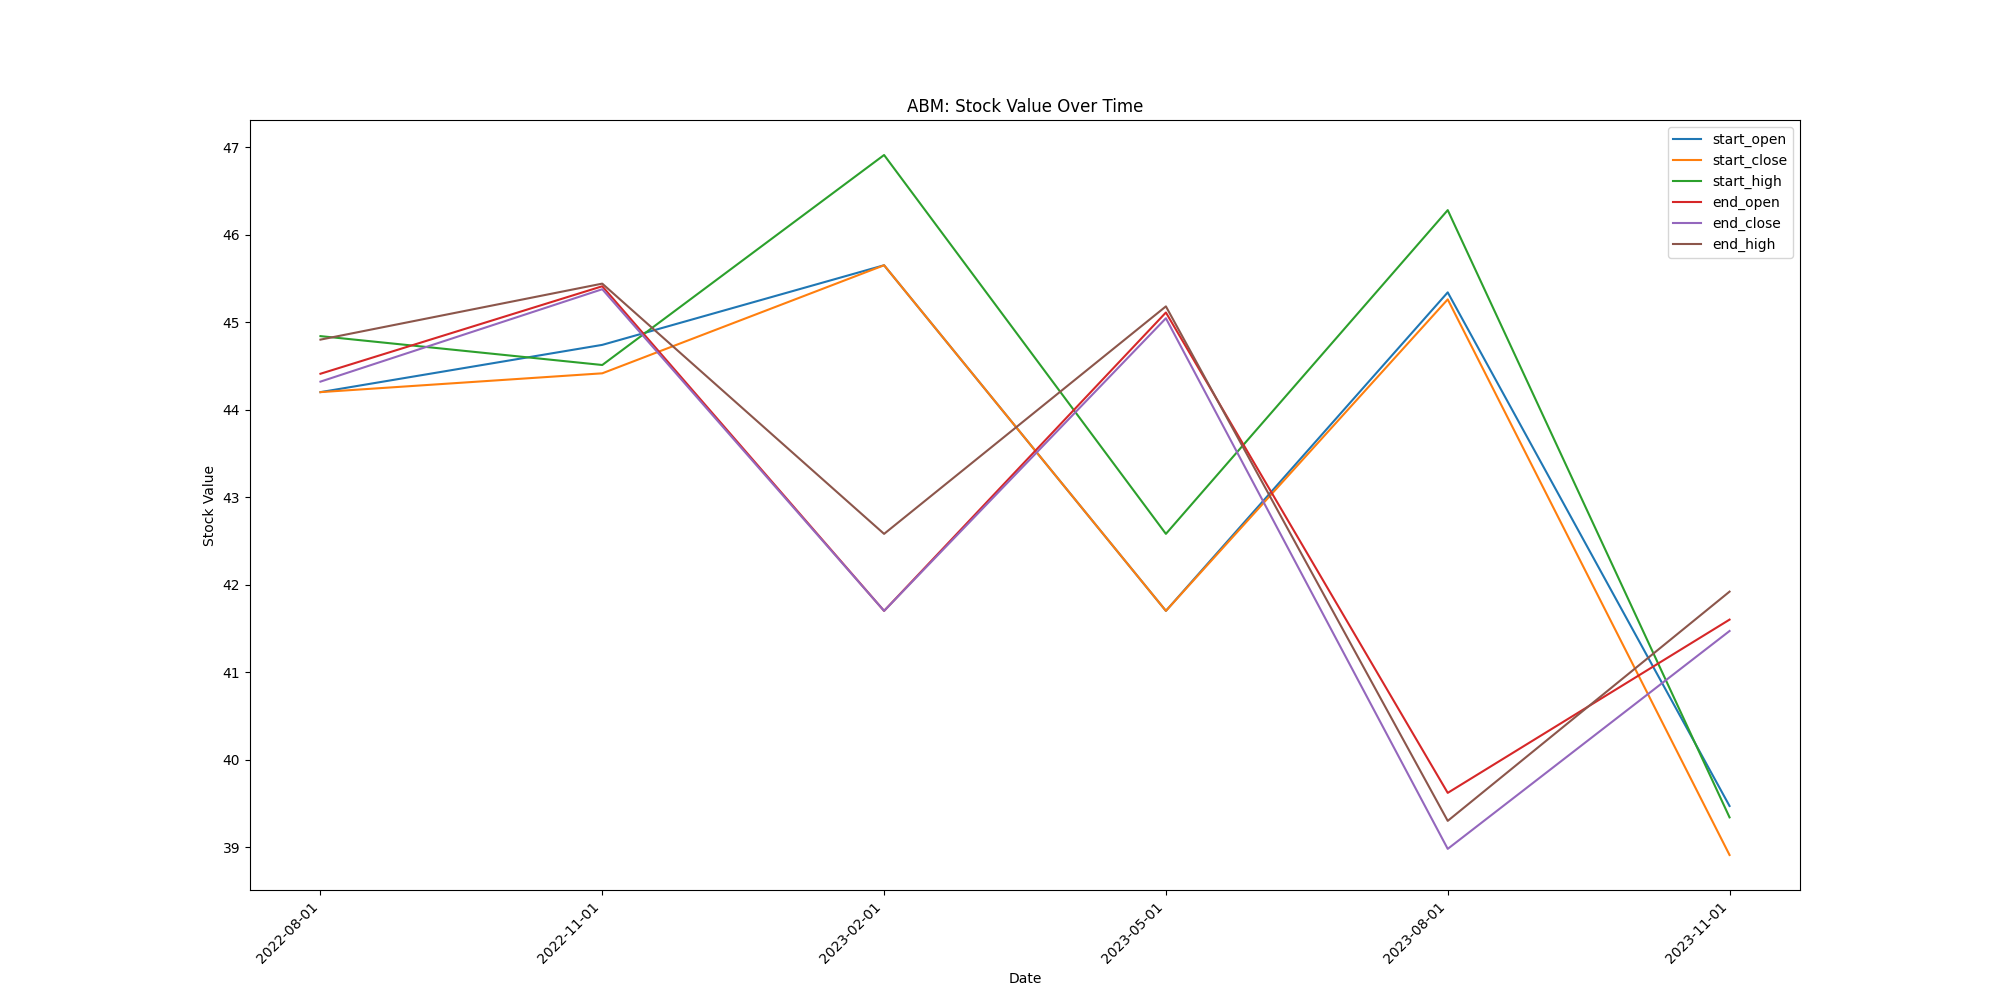 ABM: Stock Value Over Time
47
46
45
44
43
42
41
40
39
Stock Value
start_open
start_close
start_high
end_open
end_close
end_high
2022-08-01
2022-11-01
2023-02-01
2023-05-01
2023-08-01
2023-11-01
Date